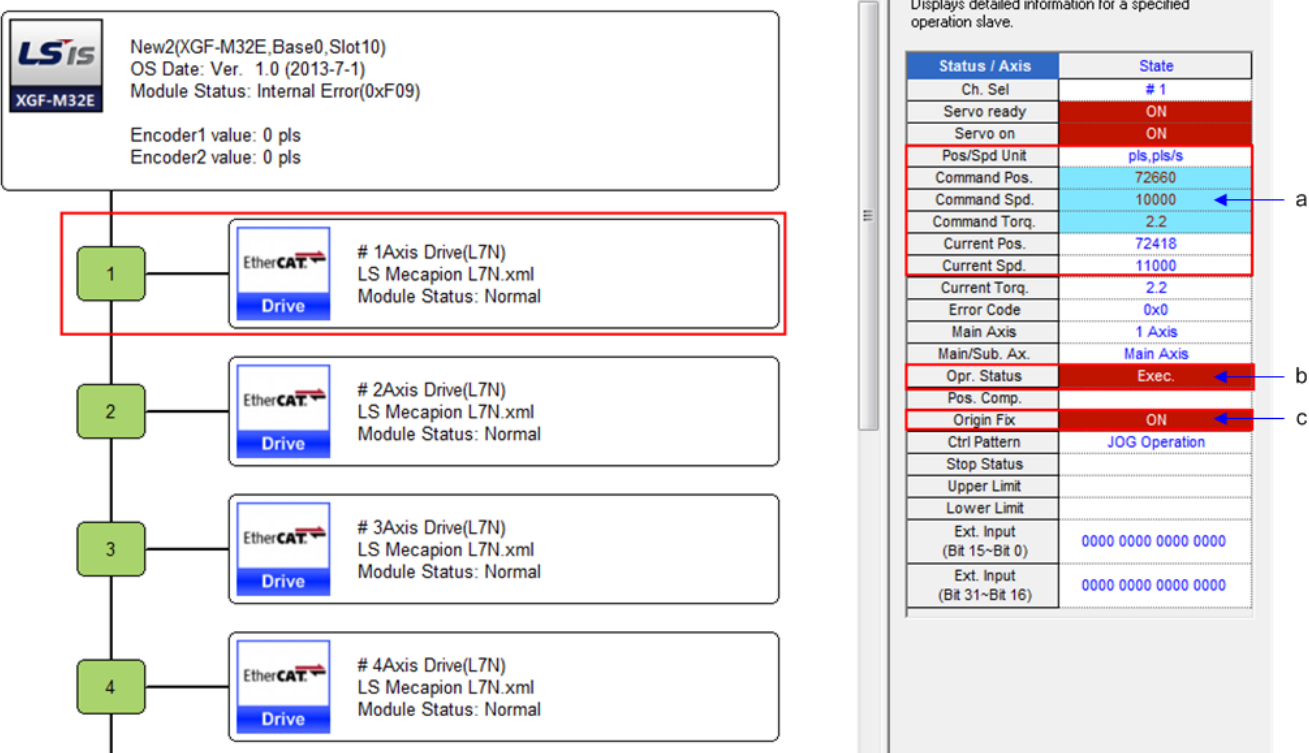 LSIS
XGF-M32E
New2(XGF-M32E,Base0,Slot10)
OS Date: Ver.  1.0 (2013-7-1)
Module Status: Internal Error(0xF09)
Encoder1 value: 0 pls
Encoder2 value: 0 pls
1
EtherCAT.
Drive
# 1Axis Drive(L7N)
LS Mecapion L7N.xml
Module Status: Normal
2
EtherCAT.
Drive
# 2Axis Drive(L7N)
LS Mecapion L7N.xml
Module Status: Normal
3
EtherCAT.
Drive
# 3Axis Drive(L7N)
LS Mecapion L7N.xml
Module Status: Normal
4
EtherCAT.
Drive
# 4Axis Drive(L7N)
LS Mecapion L7N.xml
Module Status: Normal
Displays detailed information for a specified
operation slave.
Status / Axis State
Ch. Sel # 1
Servo ready ON
Servo on ON
Pos/Spd Unit pls,pls/s
Command Pos. 72660
Command Spd. 10000 a
Command Torq. 2.2
Current Pos. 72418
Current Spd. 11000
Current Torq. 2.2
Error Code 0x0
Main Axis 1 Axis
Main/Sub. Ax. Main Axis
Opr. Status Exec. b
Pos. Comp.
Origin Fix ON c
Ctrl Pattern JOG Operation
Stop Status
Upper Limit
Lower Limit
Ext. Input
(Bit 15~Bit 0) 0000 0000 0000 0000
Ext. Input
(Bit 31~Bit 16) 0000 0000 0000 0000